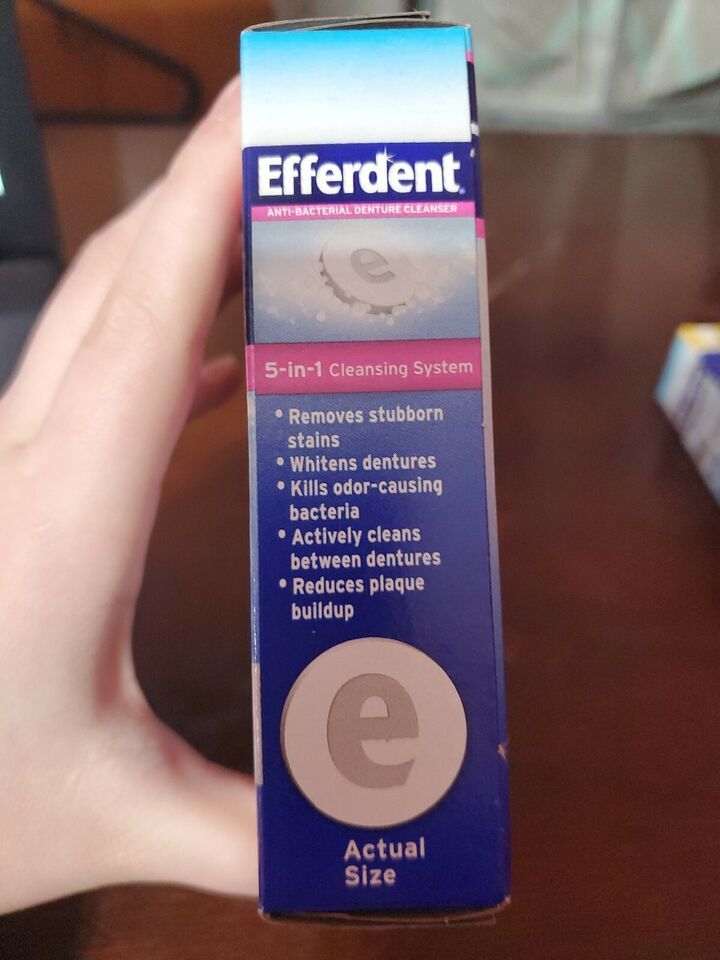 Efferdent
ANTI-BACTERIAL DENTURE CLEANSER
e
5-in-1 Cleansing System
• Removes stubborn
stains
• Whitens dentures
• Kills odor-causing
bacteria
• Actively cleans
between dentures
• Reduces plaque
buildup
e
Actual
Size